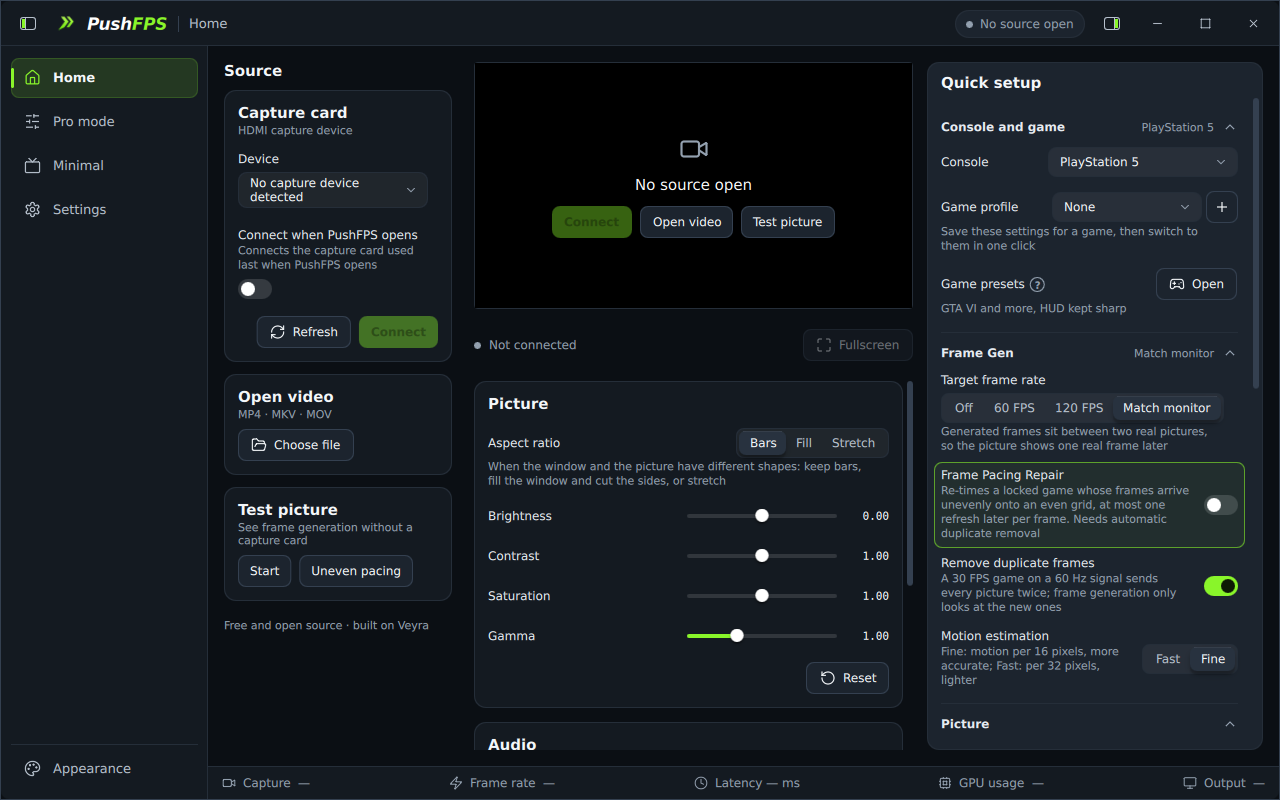 PushFPS
Home
No source open
Home
Pro mode
Minimal
Settings
Appearance
Source
Capture card
HDMI capture device
Device
No capture device
detected
Connect when PushFPS opens
Connects the capture card used
last when PushFPS opens
Refresh
Connect
Open video
MP4 · MKV · MOV
Choose file
Test picture
See frame generation without a
capture card
Start
Uneven pacing
Free and open source · built on Veyra
No source open
Connect
Open video
Test picture
Not connected
Fullscreen
Picture
Aspect ratio
Bars
Fill
Stretch
When the window and the picture have different shapes: keep bars,
fill the window and cut the sides, or stretch
Brightness
0.00
Contrast
1.00
Saturation
1.00
Gamma
1.00
Reset
Audio
Quick setup
Console and game
PlayStation 5
Console
PlayStation 5
Game profile
None
Save these settings for a game, then switch to
them in one click
Game presets ?
Open
GTA VI and more, HUD kept sharp
Frame Gen
Match monitor
Target frame rate
Off
60 FPS
120 FPS
Match monitor
Generated frames sit between two real pictures,
so the picture shows one real frame later
Frame Pacing Repair
Re-times a locked game whose frames arrive
unevenly onto an even grid, at most one
refresh later per frame. Needs automatic
duplicate removal
Remove duplicate frames
A 30 FPS game on a 60 Hz signal sends
every picture twice; frame generation only
looks at the new ones
Motion estimation
Fine: motion per 16 pixels, more
accurate; Fast: per 32 pixels,
lighter
Fast
Fine
Picture
Capture —
Frame rate —
Latency — ms
GPU usage —
Output —